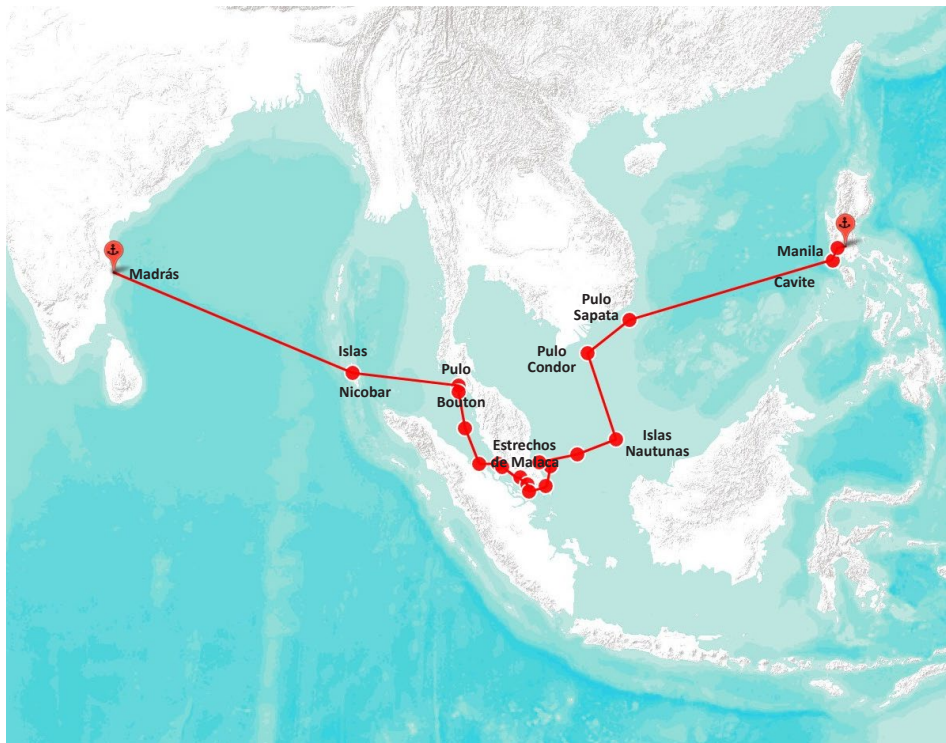 Madrás
Islas
Nicobar
Pulo
Bouton
Estrechos
de Malaca
Islas
Nautunas
Pulo
Condor
Pulo
Sapata
Manila
Cavite